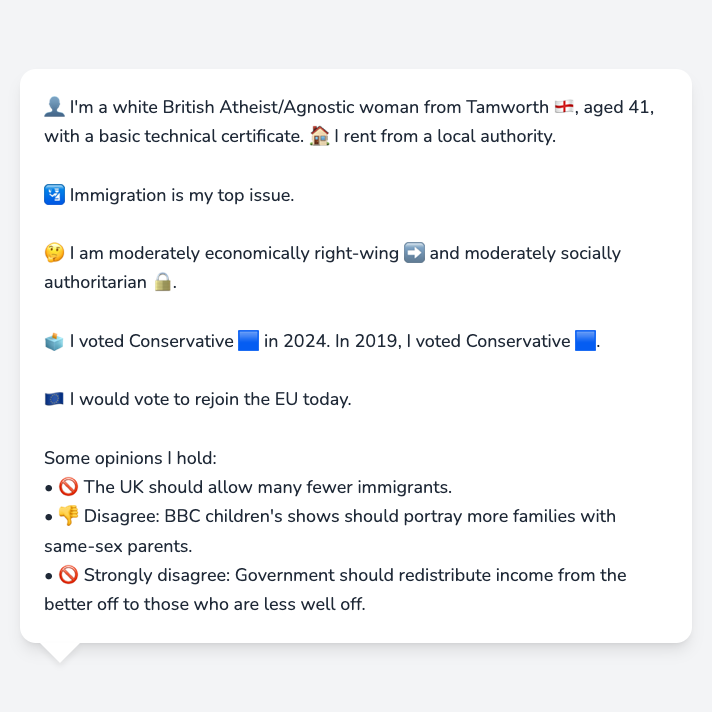 👤 I'm a white British Atheist/Agnostic woman from Tamworth 🏴󠁧󠁢󠁥󠁮󠁧󠁿, aged 41,
with a basic technical certificate. 🏠 I rent from a local authority.
🛂 Immigration is my top issue.
🤔 I am moderately economically right-wing ➡️ and moderately socially
authoritarian 🔒.
🗳️ I voted Conservative 🟦 in 2024. In 2019, I voted Conservative 🟦.
🇪🇺 I would vote to rejoin the EU today.
Some opinions I hold:
• 🚫 The UK should allow many fewer immigrants.
• 👎 Disagree: BBC children's shows should portray more families with
same-sex parents.
• 🚫 Strongly disagree: Government should redistribute income from the
better off to those who are less well off.